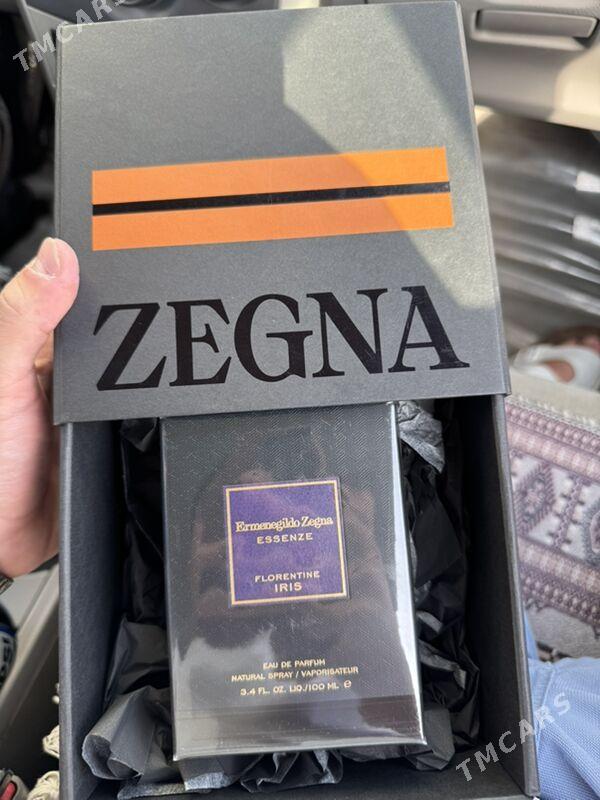 TMCARS
ZEGNA
Ermenegildo Zegna
ESSENZE
FLORENTINE
IRIS
EAU DE PARFUM
NATURAL SPRAY / VAPORISATEUR
3.4 FL. OZ. LIQ./100 ML ℮
TMCARS